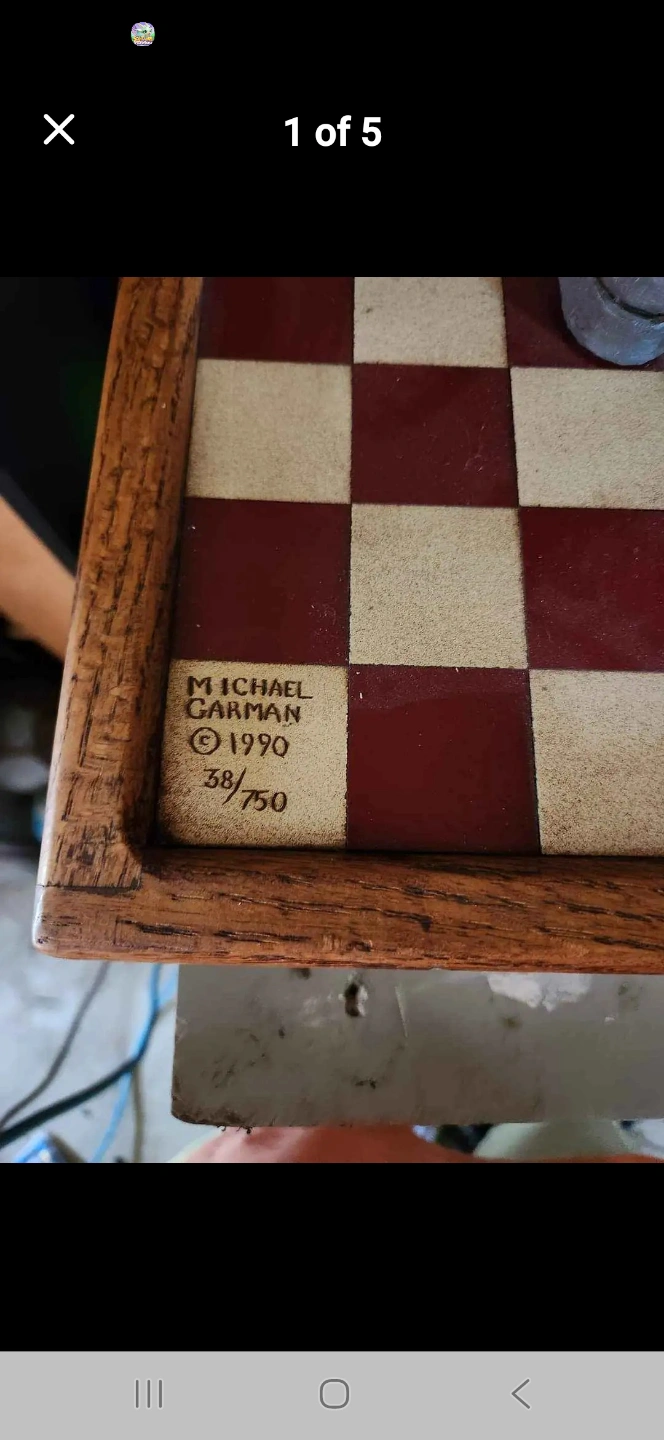 1 of 5
MICHAEL
GARMAN
© 1990
38/750